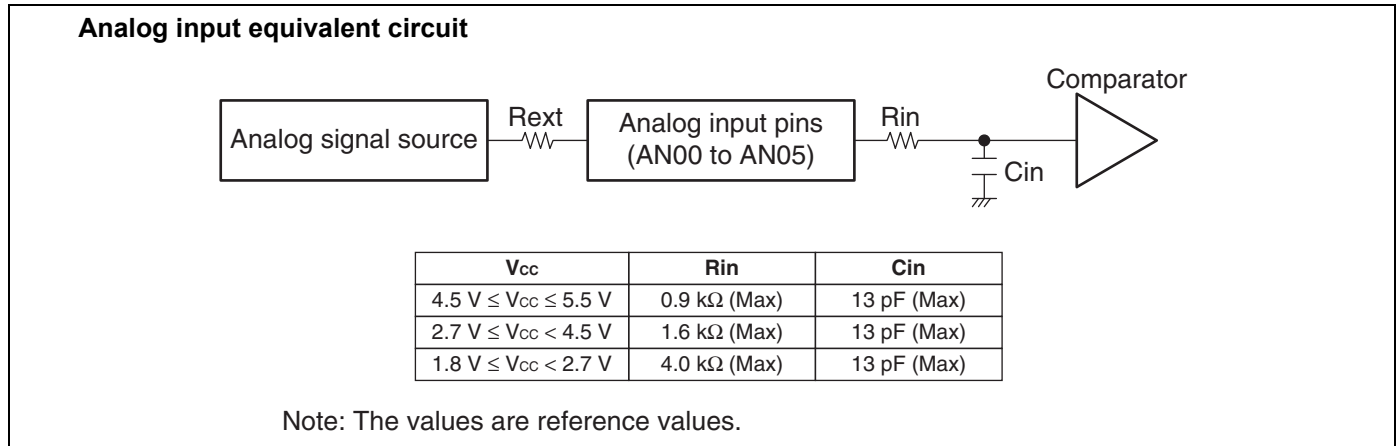 Analog input equivalent circuit
Comparator
Rext
Rin
Analog signal source
Analog input pins
(AN00 to AN05)
Cin
Vcc Rin Cin
4.5 V ≤ Vcc ≤ 5.5 V 0.9 kΩ (Max) 13 pF (Max)
2.7 V ≤ Vcc < 4.5 V 1.6 kΩ (Max) 13 pF (Max)
1.8 V ≤ Vcc < 2.7 V 4.0 kΩ (Max) 13 pF (Max)
Note: The values are reference values.